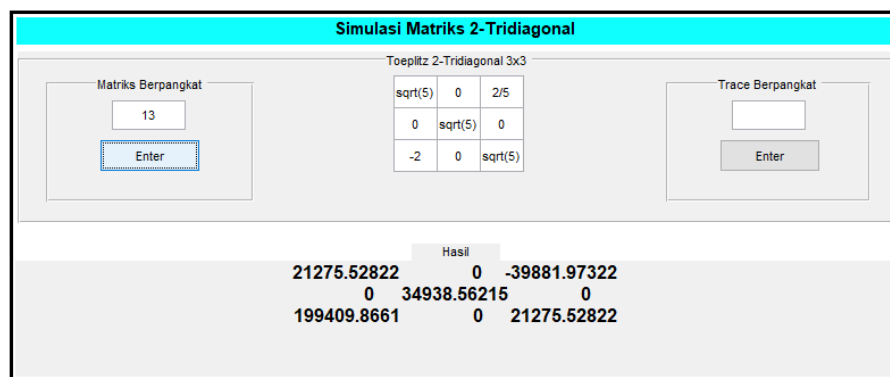 Simulasi Matriks 2-Tridiagonal
Toeplitz 2-Tridiagonal 3x3
Matriks Berpangkat
13
Enter
sqrt(5) 0 2/5
0 sqrt(5) 0
-2 0 sqrt(5)
Trace Berpangkat
Enter
Hasil
21275.52822 0 -39881.97322
0 34938.56215 0
199409.8661 0 21275.52822